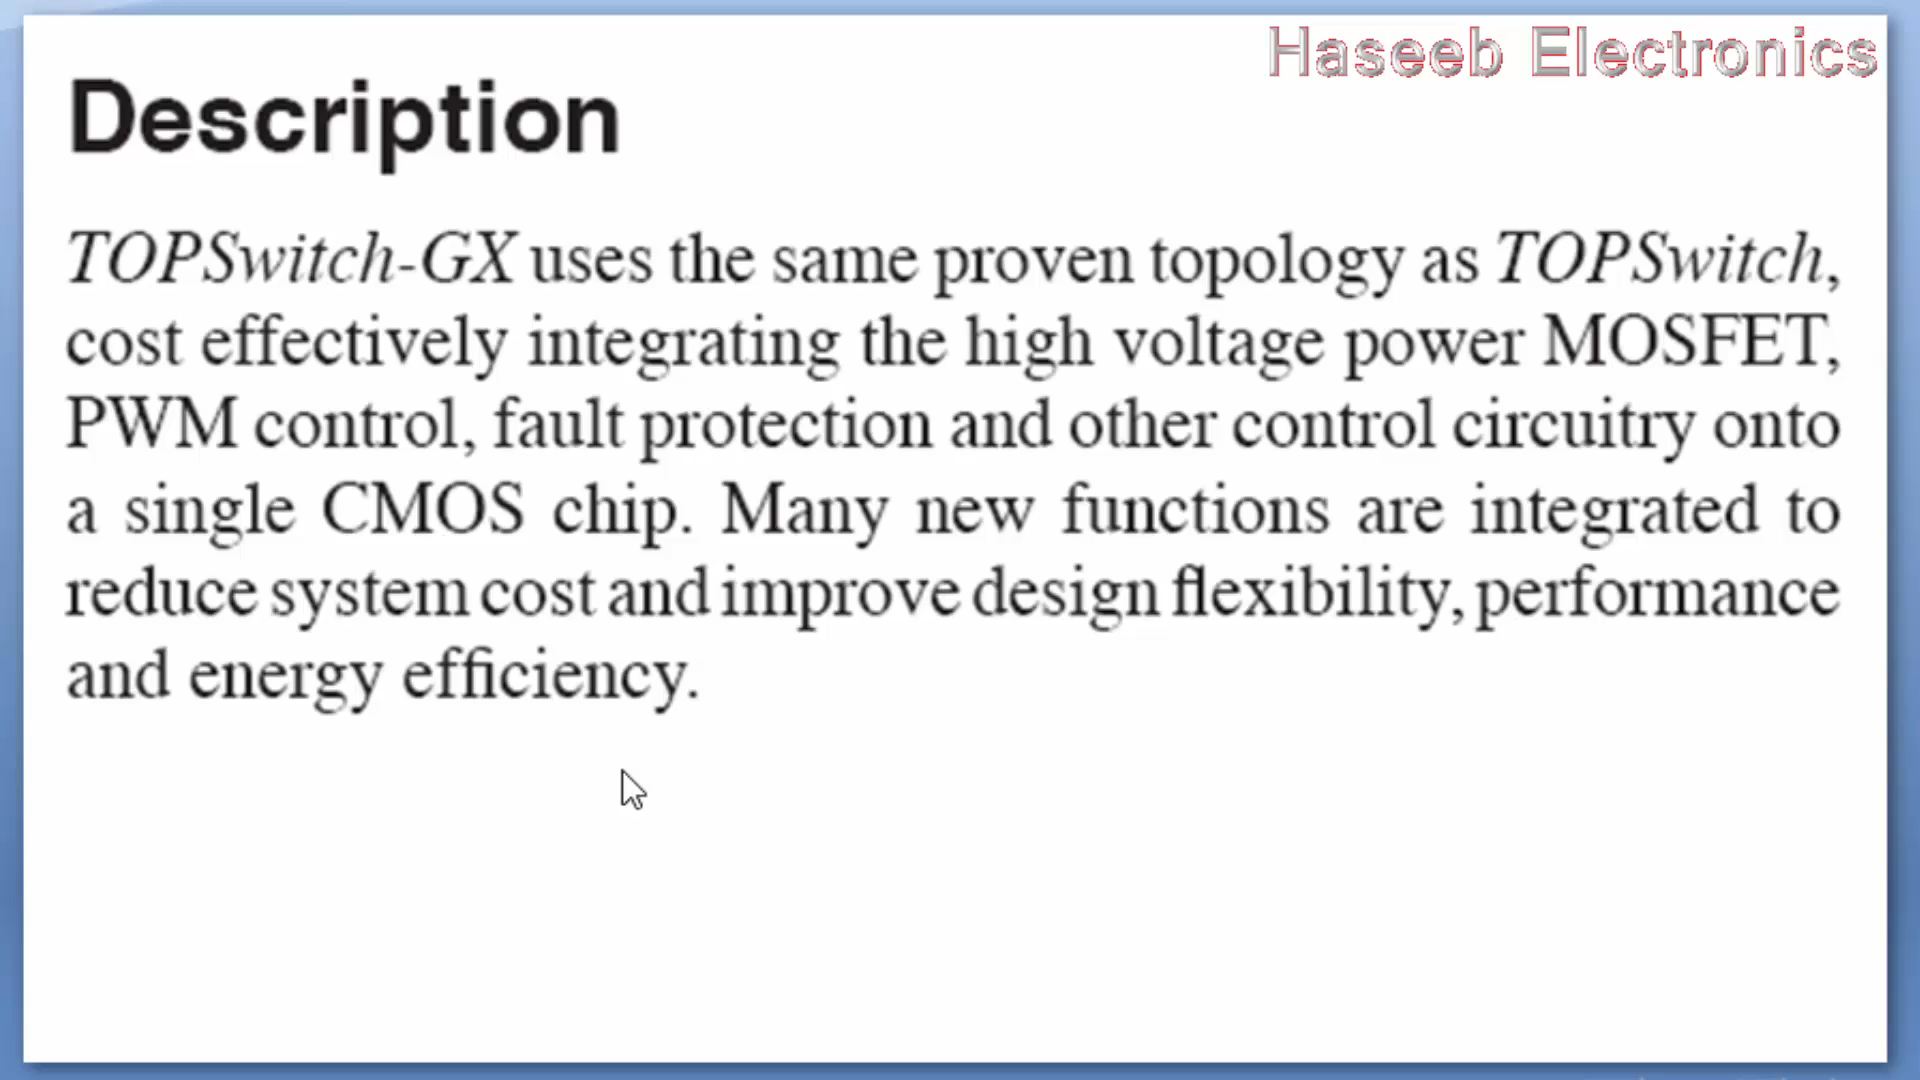 Haseeb Electronics
Description
TOPSwitch-GX uses the same proven topology as TOPSwitch,
cost effectively integrating the high voltage power MOSFET,
PWM control, fault protection and other control circuitry onto
a single CMOS chip. Many new functions are integrated to
reduce system cost and improve design flexibility, performance
and energy efficiency.